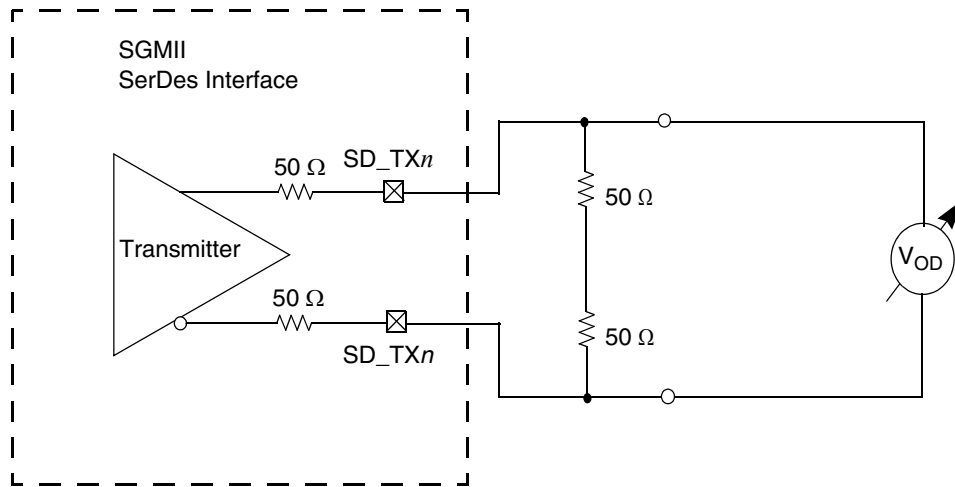 SGMII
SerDes Interface
50 Ω
SD_TXn
50 Ω
Transmitter
VOD
50 Ω
50 Ω
SD_TXn